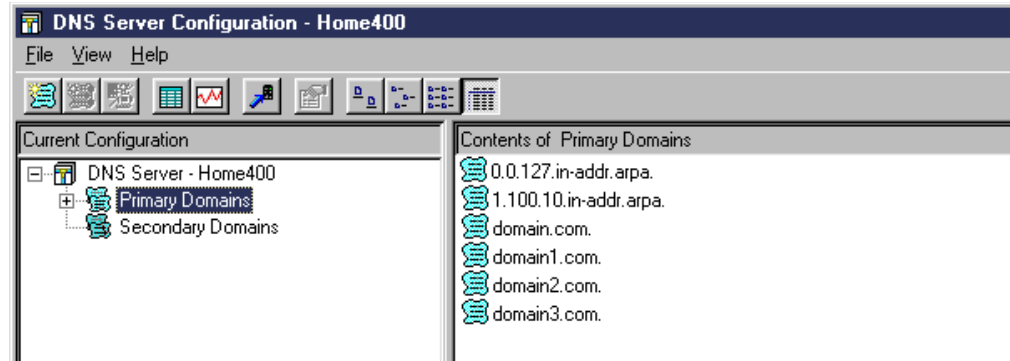 DNS Server Configuration - Home400
File View Help
Current Configuration
DNS Server - Home400
Primary Domains
Secondary Domains
Contents of Primary Domains
0.0.127.in-addr.arpa.
1.100.10.in-addr.arpa.
domain.com.
domain1.com.
domain2.com.
domain3.com.